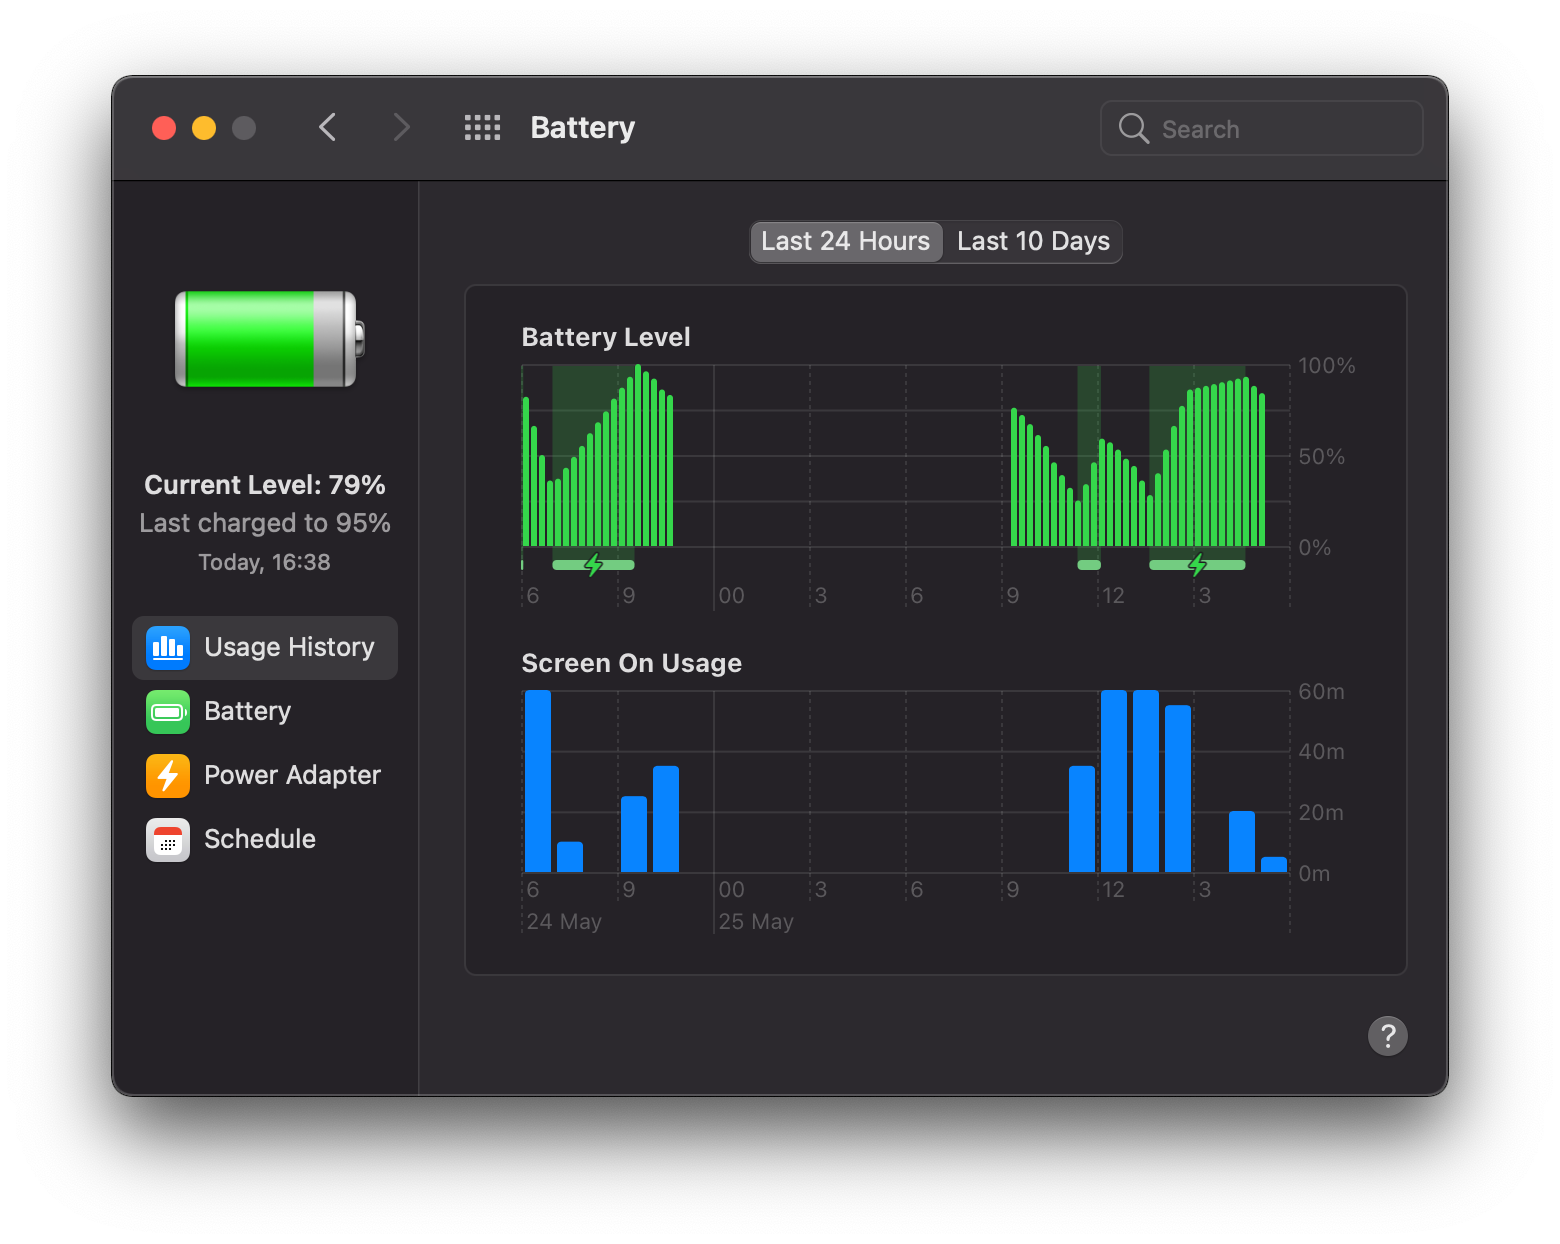 Battery
Search
Last 24 Hours
Last 10 Days
Current Level: 79%
Last charged to 95%
Today, 16:38
Usage History
Battery
Power Adapter
Schedule
Battery Level
100%
50%
0%
6 9 00 3 6 9 12 3
Screen On Usage
60m
40m
20m
0m
6 9 00 3 6 9 12 3
24 May 25 May
?